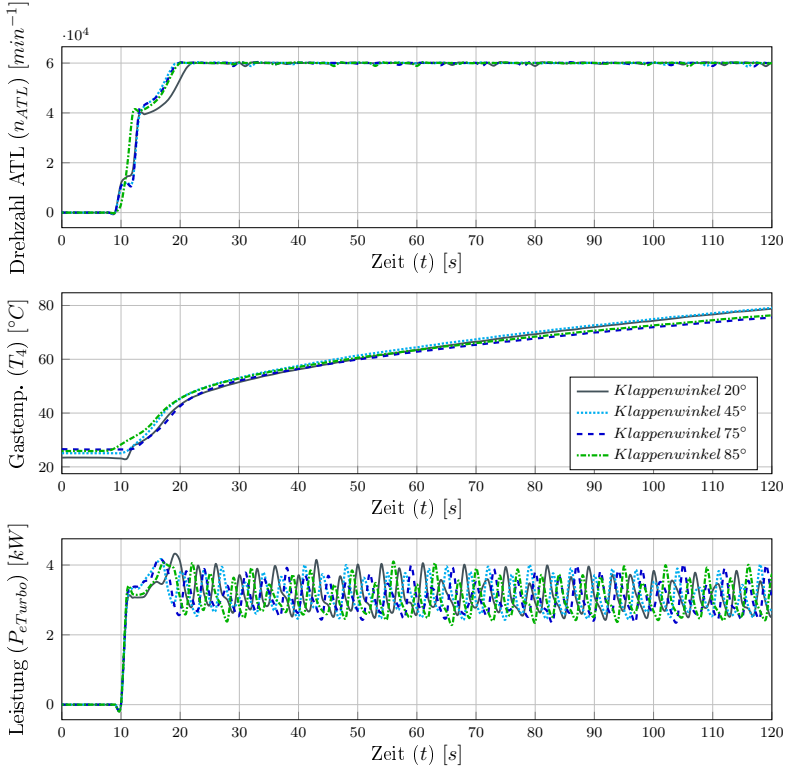 ·10⁴
Drehzahl ATL (n_ATL) [min⁻¹]
6
4
2
0
0 10 20 30 40 50 60 70 80 90 100 110 120
Zeit (t) [s]
Gastemp. (T₄) [°C]
80
60
40
20
Klappenwinkel 20°
Klappenwinkel 45°
Klappenwinkel 75°
Klappenwinkel 85°
0 10 20 30 40 50 60 70 80 90 100 110 120
Zeit (t) [s]
Leistung (P_eTurbo) [kW]
4
2
0
0 10 20 30 40 50 60 70 80 90 100 110 120
Zeit (t) [s]